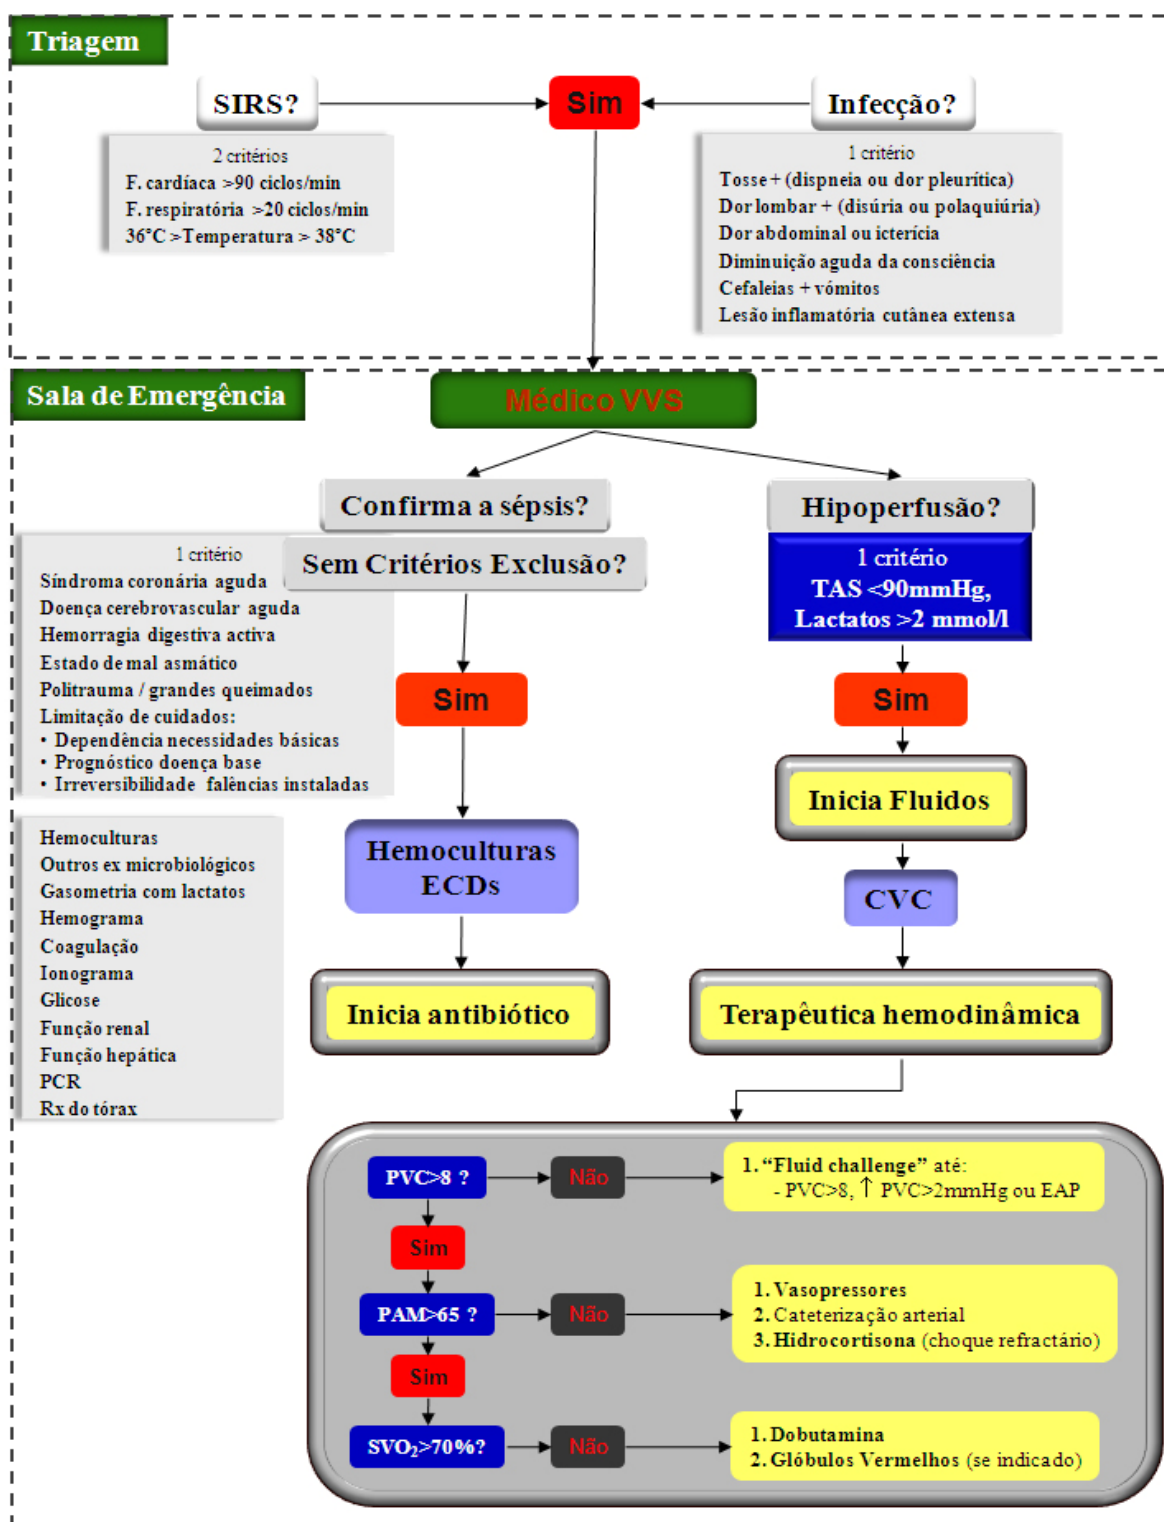 Triagem
SIRS?
Sim
Infecção?
2 critérios
F. cardíaca >90 ciclos/min
F. respiratória >20 ciclos/min
36°C >Temperatura > 38°C
1 critério
Tosse + (dispneia ou dor pleurítica)
Dor lombar + (disúria ou polaquiúria)
Dor abdominal ou icterícia
Diminuição aguda da consciência
Cefaleias + vómitos
Lesão inflamatória cutânea extensa
Sala de Emergência
Médico VVS
Confirma a sépsis?
Sem Critérios Exclusão?
1 critério
Síndroma coronária aguda
Doença cerebrovascular aguda
Hemorragia digestiva activa
Estado de mal asmático
Politrauma / grandes queimados
Limitação de cuidados:
• Dependência necessidades básicas
• Prognóstico doença base
• Irreversibilidade falências instaladas
Sim
Hemoculturas
Outros ex microbiológicos
Gasometria com lactatos
Hemograma
Coagulação
Ionograma
Glicose
Função renal
Função hepática
PCR
Rx do tórax
Hemoculturas
ECDs
Inicia antibiótico
Hipoperfusão?
1 critério
TAS <90mmHg,
Lactatos >2 mmol/l
Sim
Inicia Fluidos
CVC
Terapêutica hemodinâmica
PVC>8 ?
Não
1. “Fluid challenge” até:
- PVC>8, ↑ PVC>2mmHg ou EAP
Sim
PAM>65 ?
Não
1. Vasopressores
2. Cateterização arterial
3. Hidrocortisona (choque refractário)
Sim
SVO₂>70%?
Não
1. Dobutamina
2. Glóbulos Vermelhos (se indicado)